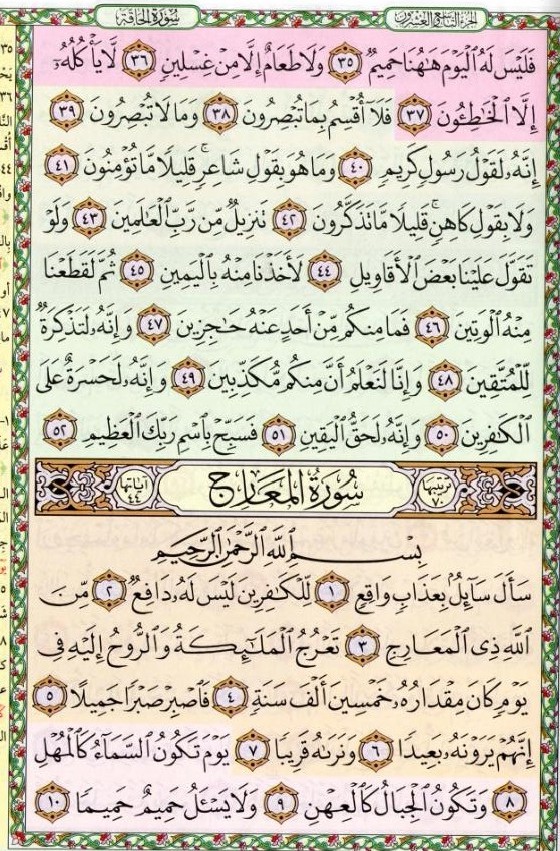 الجزء التاسع والعشرون
سُورَةُ الحَاقَّةِ
فَلَيْسَ لَهُ ٱلْيَوْمَ هَٰهُنَا حَمِيمٌ ٣٥ وَلَا طَعَامٌ إِلَّا مِنْ غِسْلِينٍ ٣٦ لَّا يَأْكُلُهُۥٓ
إِلَّا ٱلْخَٰطِـُٔونَ ٣٧ فَلَآ أُقْسِمُ بِمَا تُبْصِرُونَ ٣٨ وَمَا لَا تُبْصِرُونَ ٣٩
إِنَّهُۥ لَقَوْلُ رَسُولٍ كَرِيمٍ ٤٠ وَمَا هُوَ بِقَوْلِ شَاعِرٍ ۚ قَلِيلًا مَّا تُؤْمِنُونَ ٤١
وَلَا بِقَوْلِ كَاهِنٍ ۚ قَلِيلًا مَّا تَذَكَّرُونَ ٤٢ تَنزِيلٌ مِّن رَّبِّ ٱلْعَٰلَمِينَ ٤٣ وَلَوْ
تَقَوَّلَ عَلَيْنَا بَعْضَ ٱلْأَقَاوِيلِ ٤٤ لَأَخَذْنَا مِنْهُ بِٱلْيَمِينِ ٤٥ ثُمَّ لَقَطَعْنَا
مِنْهُ ٱلْوَتِينَ ٤٦ فَمَا مِنكُم مِّنْ أَحَدٍ عَنْهُ حَٰجِزِينَ ٤٧ وَإِنَّهُۥ لَتَذْكِرَةٌ
لِّلْمُتَّقِينَ ٤٨ وَإِنَّا لَنَعْلَمُ أَنَّ مِنكُم مُّكَذِّبِينَ ٤٩ وَإِنَّهُۥ لَحَسْرَةٌ عَلَى
ٱلْكَٰفِرِينَ ٥٠ وَإِنَّهُۥ لَحَقُّ ٱلْيَقِينِ ٥١ فَسَبِّحْ بِٱسْمِ رَبِّكَ ٱلْعَظِيمِ ٥٢
ترتيبها ٧٠ سُورَةُ المَعَارِجِ آياتها ٤٤
بِسْمِ ٱللَّهِ ٱلرَّحْمَٰنِ ٱلرَّحِيمِ
سَأَلَ سَآئِلٌۢ بِعَذَابٍ وَاقِعٍ ١ لِّلْكَٰفِرِينَ لَيْسَ لَهُۥ دَافِعٌ ٢ مِّنَ
ٱللَّهِ ذِى ٱلْمَعَارِجِ ٣ تَعْرُجُ ٱلْمَلَٰٓئِكَةُ وَٱلرُّوحُ إِلَيْهِ فِى
يَوْمٍ كَانَ مِقْدَارُهُۥ خَمْسِينَ أَلْفَ سَنَةٍ ٤ فَٱصْبِرْ صَبْرًا جَمِيلًا ٥
إِنَّهُمْ يَرَوْنَهُۥ بَعِيدًا ٦ وَنَرَىٰهُ قَرِيبًا ٧ يَوْمَ تَكُونُ ٱلسَّمَآءُ كَٱلْمُهْلِ
٨ وَتَكُونُ ٱلْجِبَالُ كَٱلْعِهْنِ ٩ وَلَا يَسْـَٔلُ حَمِيمٌ حَمِيمًا ١٠